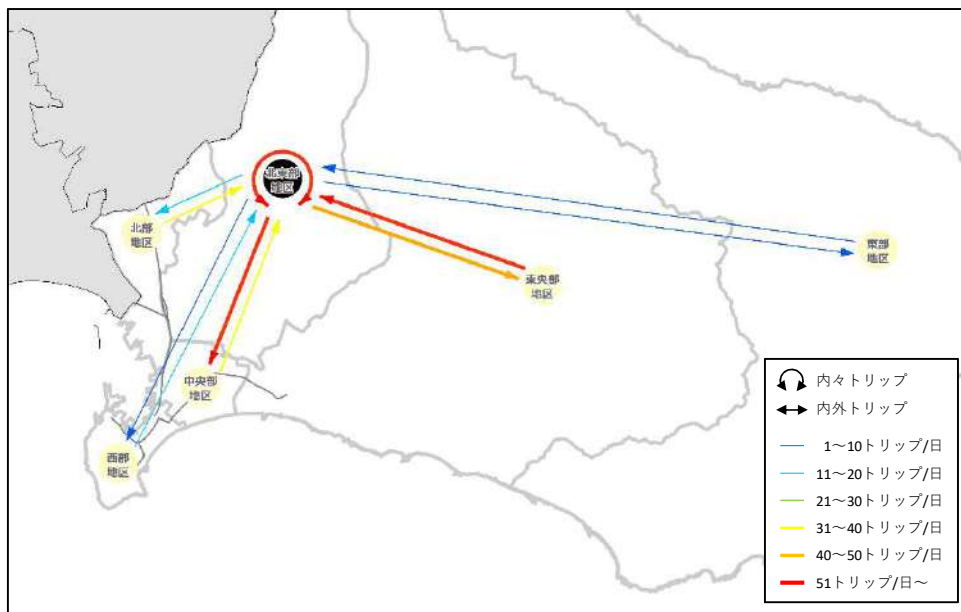 北東部
地区
北部
地区
東部
地区
東央部
地区
中央部
地区
西部
地区
内々トリップ
内外トリップ
1～10トリップ/日
11～20トリップ/日
21～30トリップ/日
31～40トリップ/日
40～50トリップ/日
51トリップ/日～